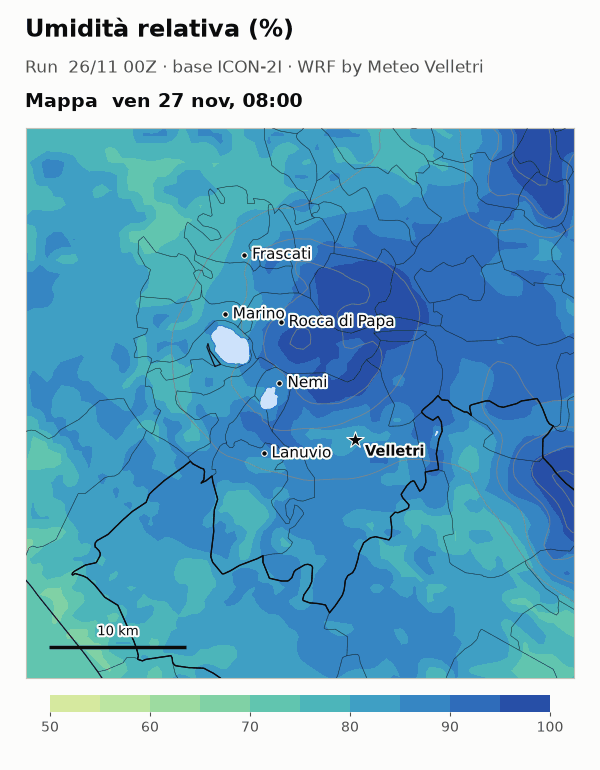 Umidità relativa (%)
Run  26/11 00Z · base ICON-2I · WRF by Meteo Velletri
Mappa  ven 27 nov, 08:00
Frascati
Marino
Rocca di Papa
Nemi
Velletri
Lanuvio
10 km
50 60 70 80 90 100